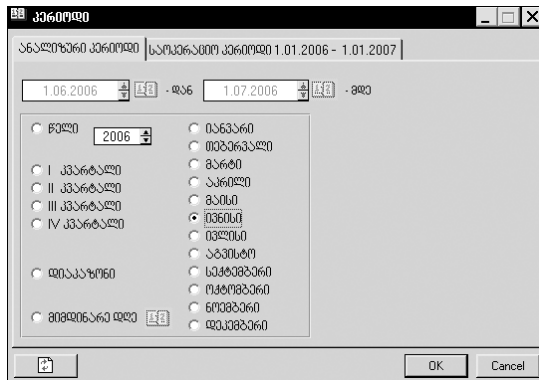 პერიოდი
ანალიზური პერიოდი საოპერაციო პერიოდი 1.01.2006 - 1.01.2007
1.06.2006 - დან 1.07.2006 - მდე
წელი 2006
I კვარტალი
II კვარტალი
III კვარტალი
IV კვარტალი
დიაპაზონი
მიმდინარე დღე
იანვარი
თებერვალი
მარტი
აპრილი
მაისი
ივნისი
ივლისი
აგვისტო
სექტემბერი
ოქტომბერი
ნოემბერი
დეკემბერი
OK Cancel